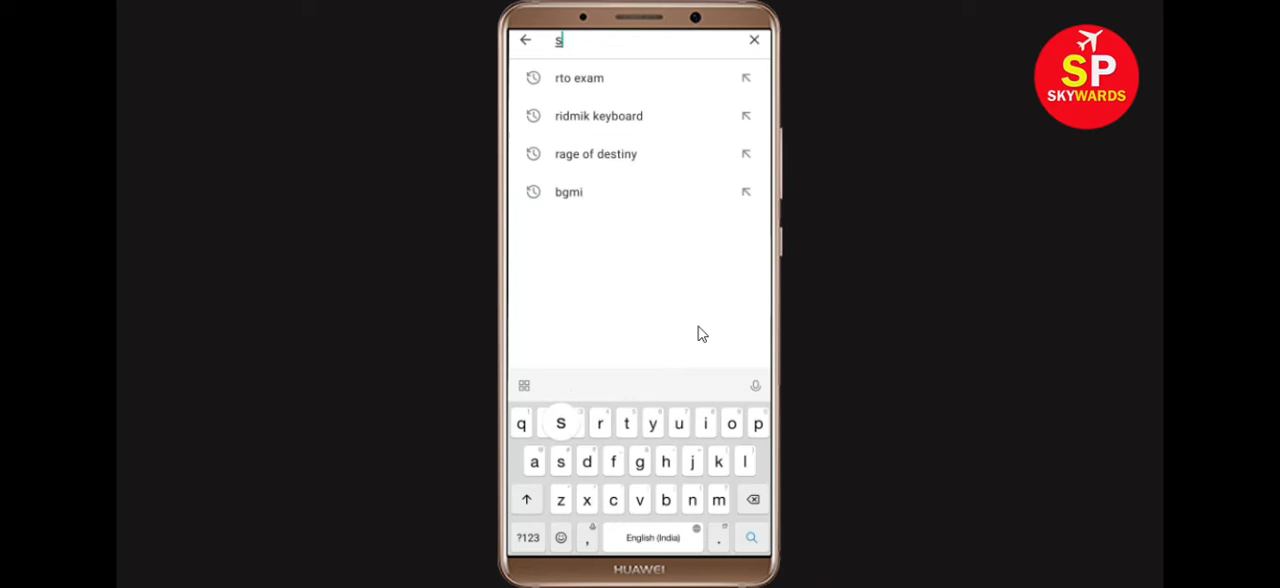 s
SP
SKYWARDS
rto exam
ridmik keyboard
rage of destiny
bgmi
q s r t y u i o p
a s d f g h j k l
z x c v b n m
?123 , English (India) .
HUAWEI